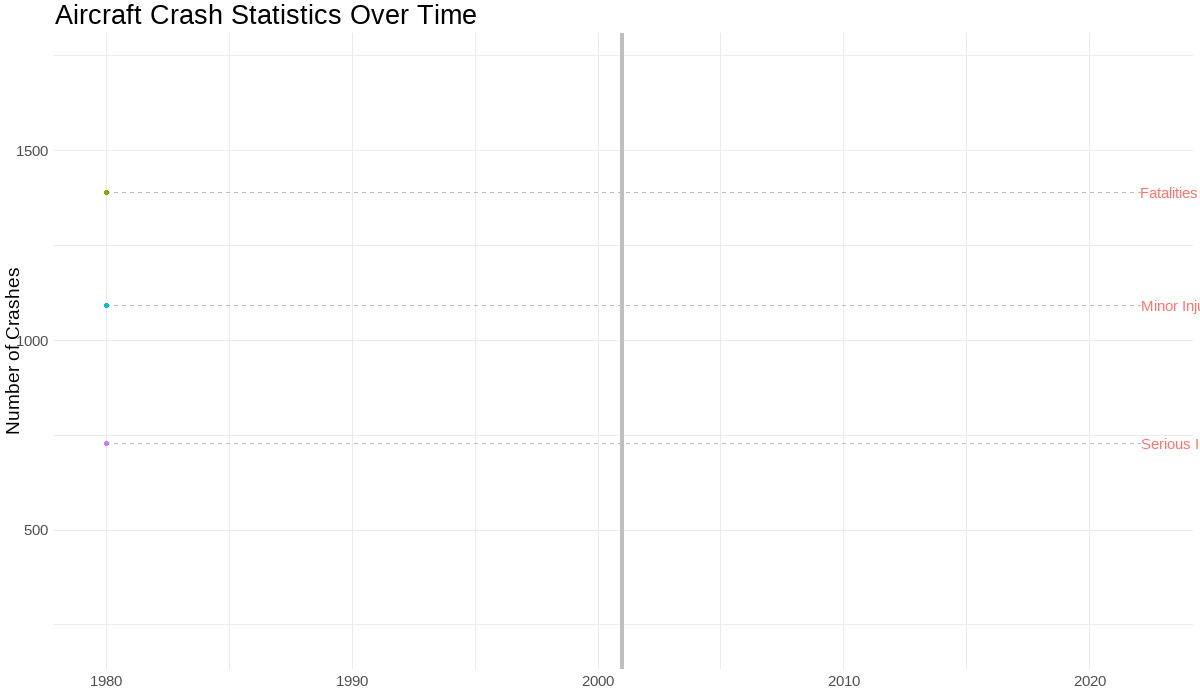 Aircraft Crash Statistics Over Time
Number of Crashes
1500
1000
500
Fatalities
Minor Inju
Serious I
1980
1990
2000
2010
2020